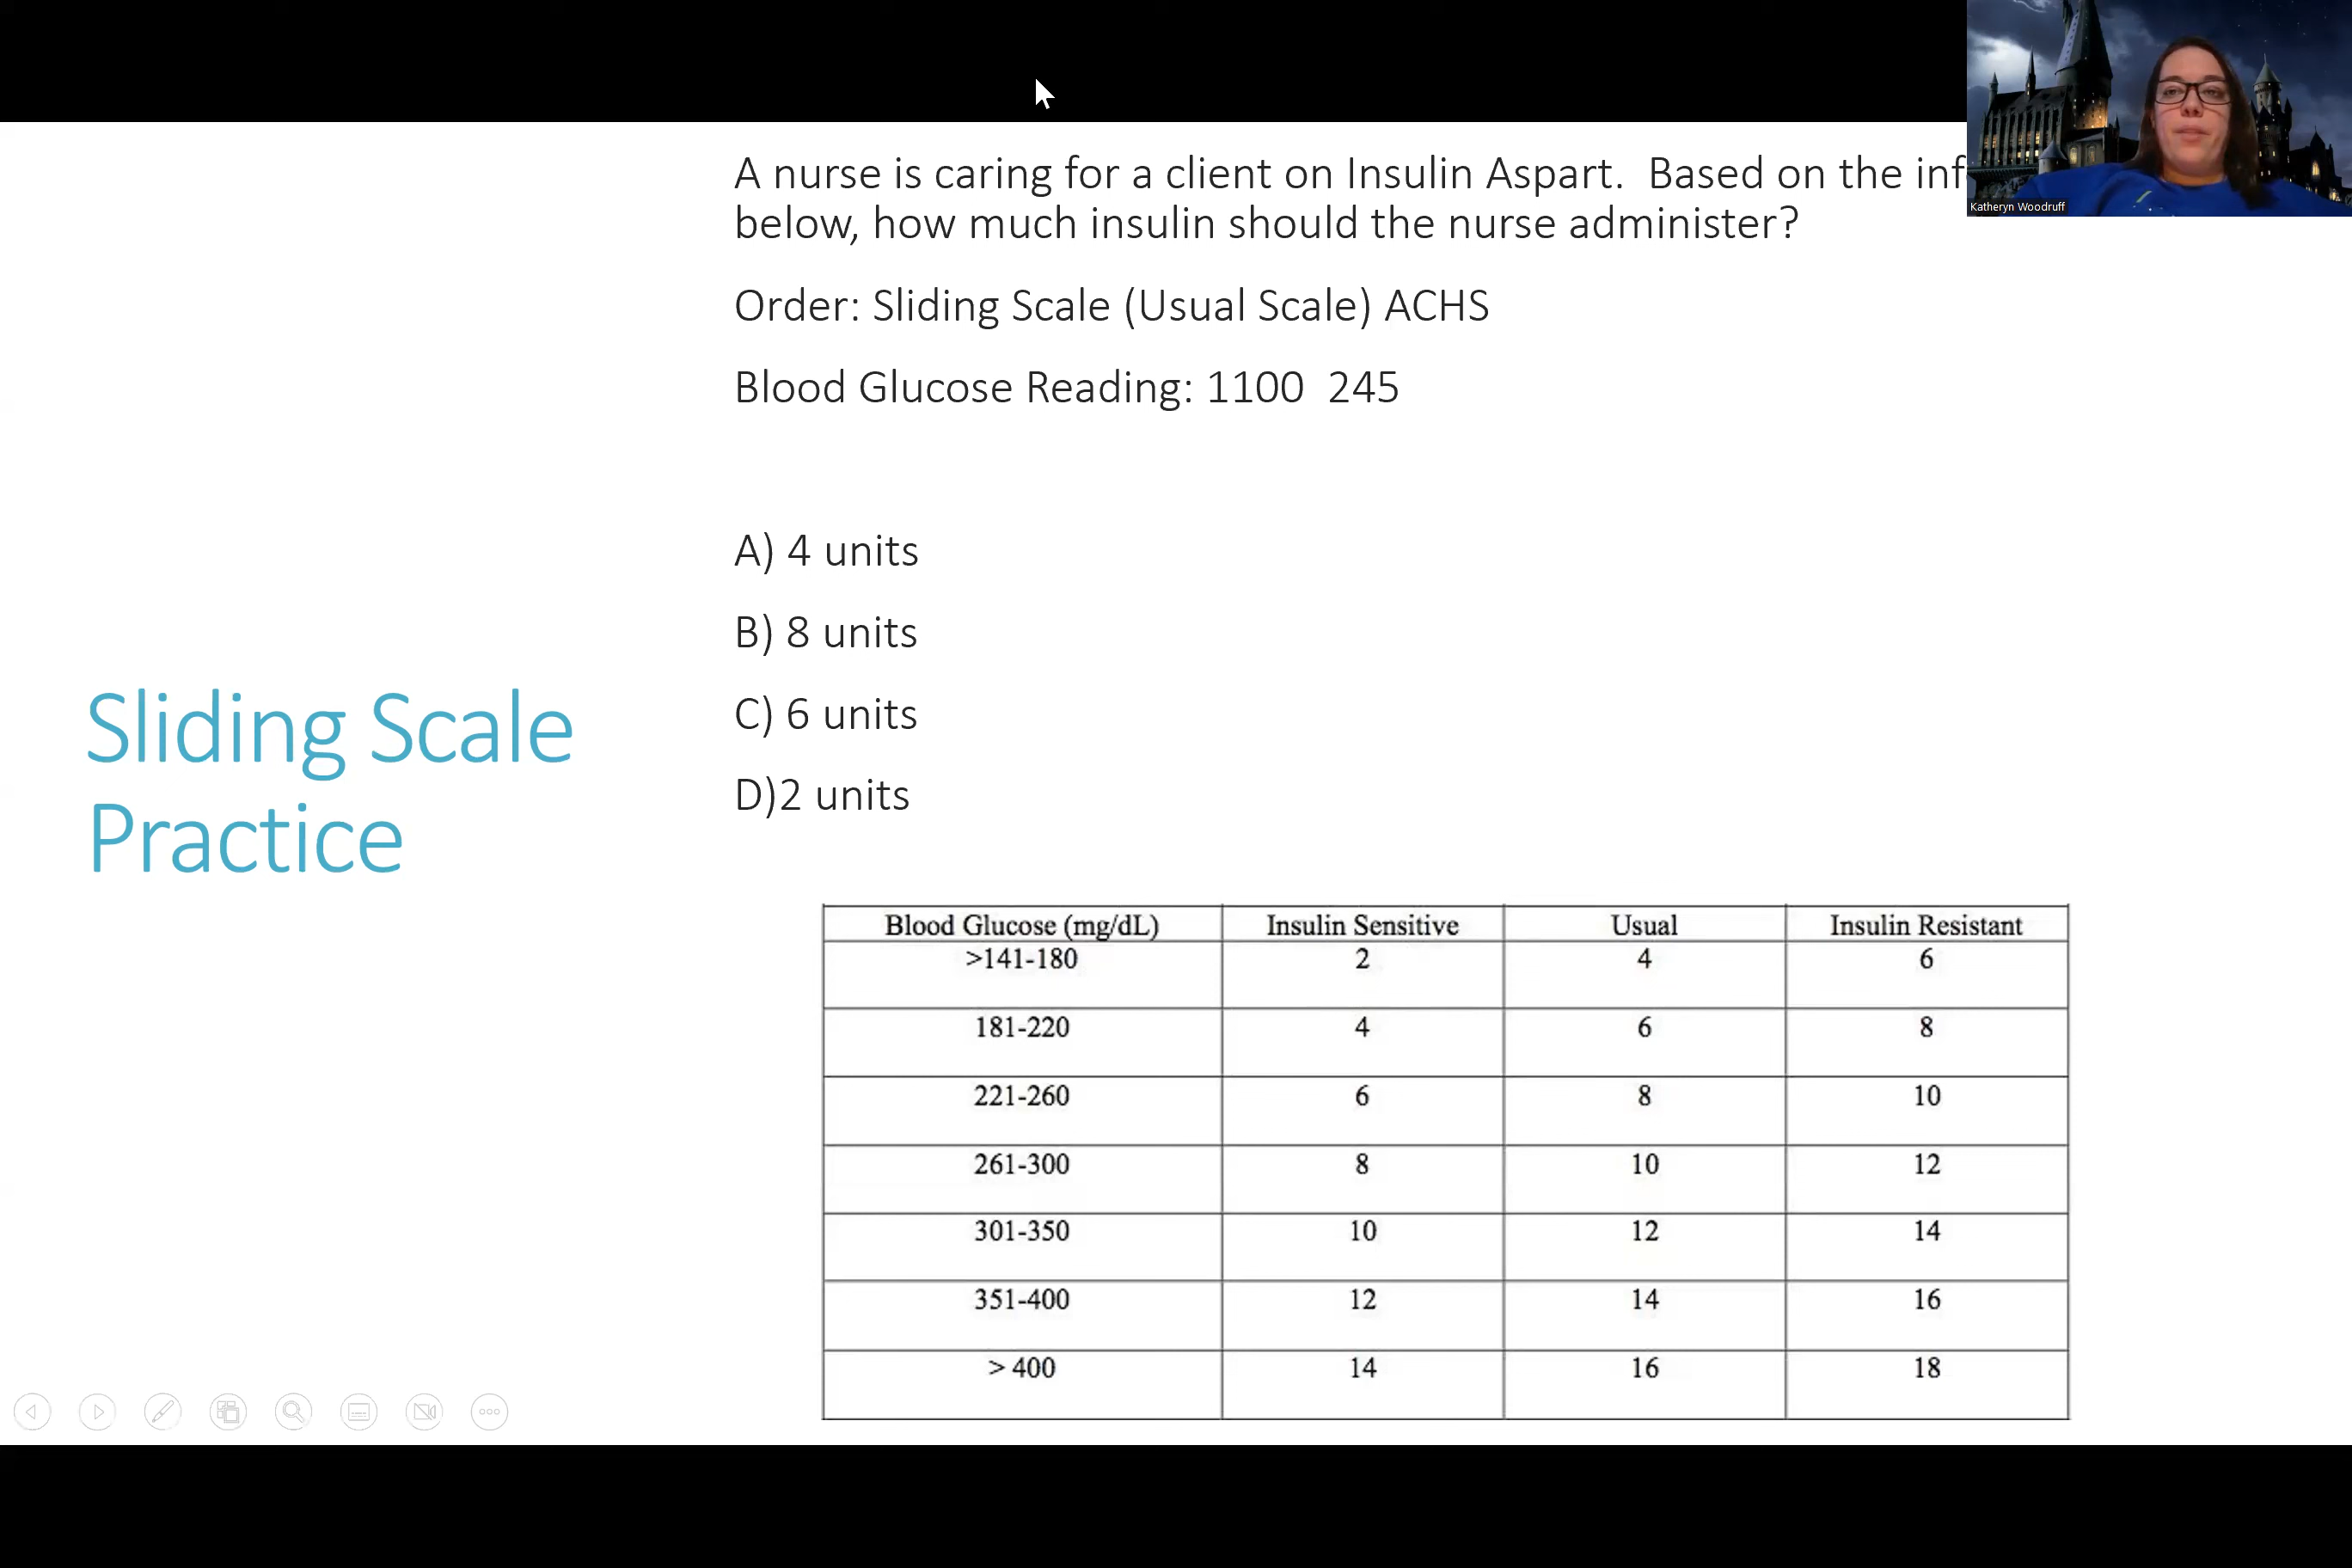 A nurse is caring for a client on Insulin Aspart.  Based on the
below, how much insulin should the nurse administer?
Order: Sliding Scale (Usual Scale) ACHS
Blood Glucose Reading: 1100  245
A) 4 units
B) 8 units
C) 6 units
D)2 units
Sliding Scale
Practice
Blood Glucose (mg/dL) Insulin Sensitive Usual Insulin Resistant
>141-180 2 4 6
181-220 4 6 8
221-260 6 8 10
261-300 8 10 12
301-350 10 12 14
351-400 12 14 16
> 400 14 16 18
Katheryn Woodruff